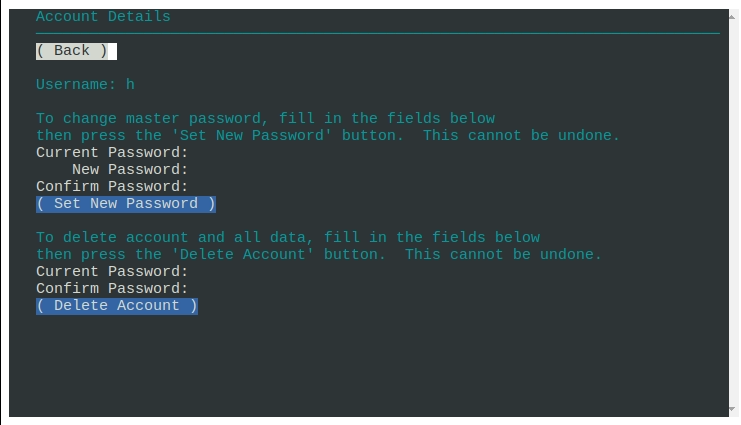 Account Details
( Back )
Username: h
To change master password, fill in the fields below
then press the 'Set New Password' button.  This cannot be undone.
Current Password:
New Password:
Confirm Password:
( Set New Password )
To delete account and all data, fill in the fields below
then press the 'Delete Account' button.  This cannot be undone.
Current Password:
Confirm Password:
( Delete Account )